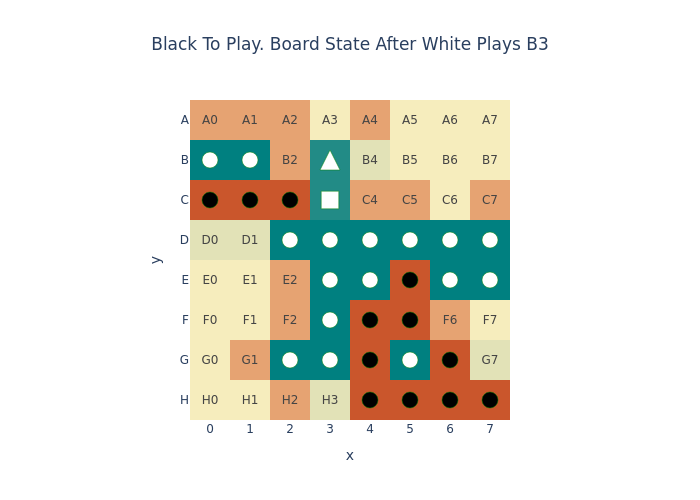 Black To Play. Board State After White Plays B3
A A0 A1 A2 A3 A4 A5 A6 A7
B B2 B4 B5 B6 B7
C C4 C5 C6 C7
D D0 D1
E E0 E1 E2
F F0 F1 F2 F6 F7
G G0 G1 G7
H H0 H1 H2 H3
0 1 2 3 4 5 6 7
x
y